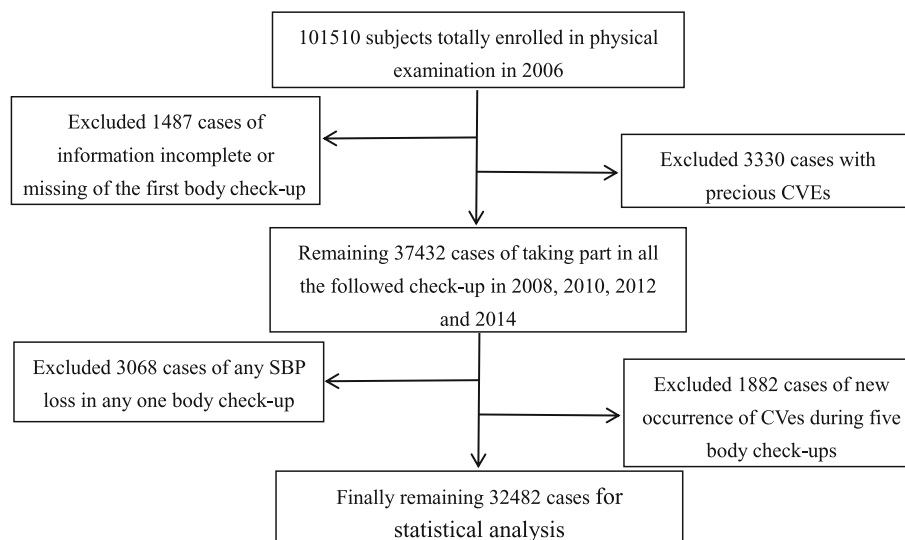 101510 subjects totally enrolled in physical
examination in 2006
Excluded 1487 cases of
information incomplete or
missing of the first body check-up
Excluded 3330 cases with
precious CVEs
Remaining 37432 cases of taking part in all
the followed check-up in 2008, 2010, 2012
and 2014
Excluded 3068 cases of any SBP
loss in any one body check-up
Excluded 1882 cases of new
occurrence of CVes during five
body check-ups
Finally remaining 32482 cases for
statistical analysis